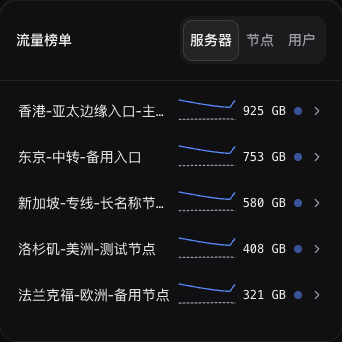 流量榜单 服务器 节点 用户
香港-亚太边缘入口-主... 925 GB
东京-中转-备用入口 753 GB
新加坡-专线-长名称节... 580 GB
洛杉矶-美洲-测试节点 408 GB
法兰克福-欧洲-备用节点 321 GB